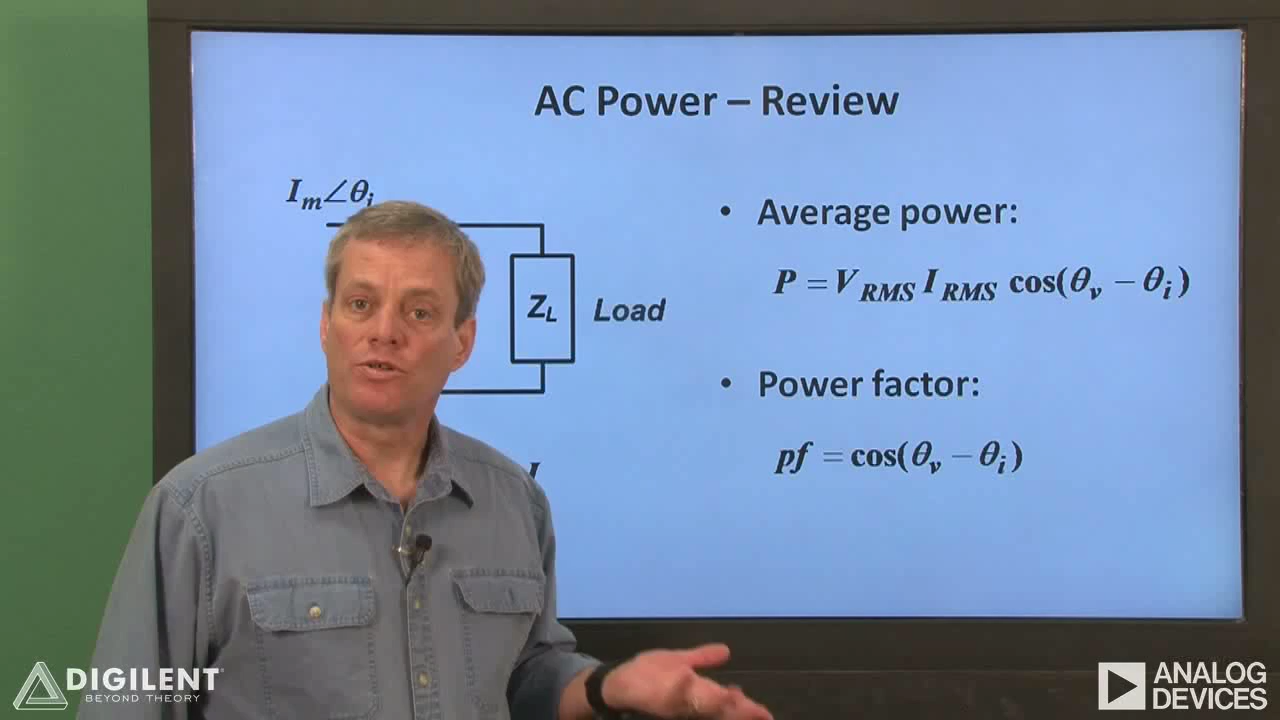 AC Power – Review
I_m∠θ_i
Z_L
Load
• Average power:
P = V_RMS I_RMS cos(θ_v − θ_i)
• Power factor:
pf = cos(θ_v − θ_i)
DIGILENT
BEYOND THEORY
ANALOG
DEVICES